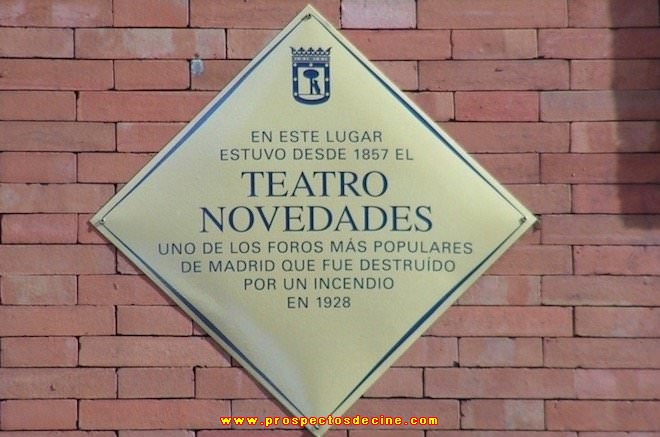 EN ESTE LUGAR
ESTUVO DESDE 1857 EL
TEATRO
NOVEDADES
UNO DE LOS FOROS MÁS POPULARES
DE MADRID QUE FUE DESTRUÍDO
POR UN INCENDIO
EN 1928
www.prospectosdecine.com